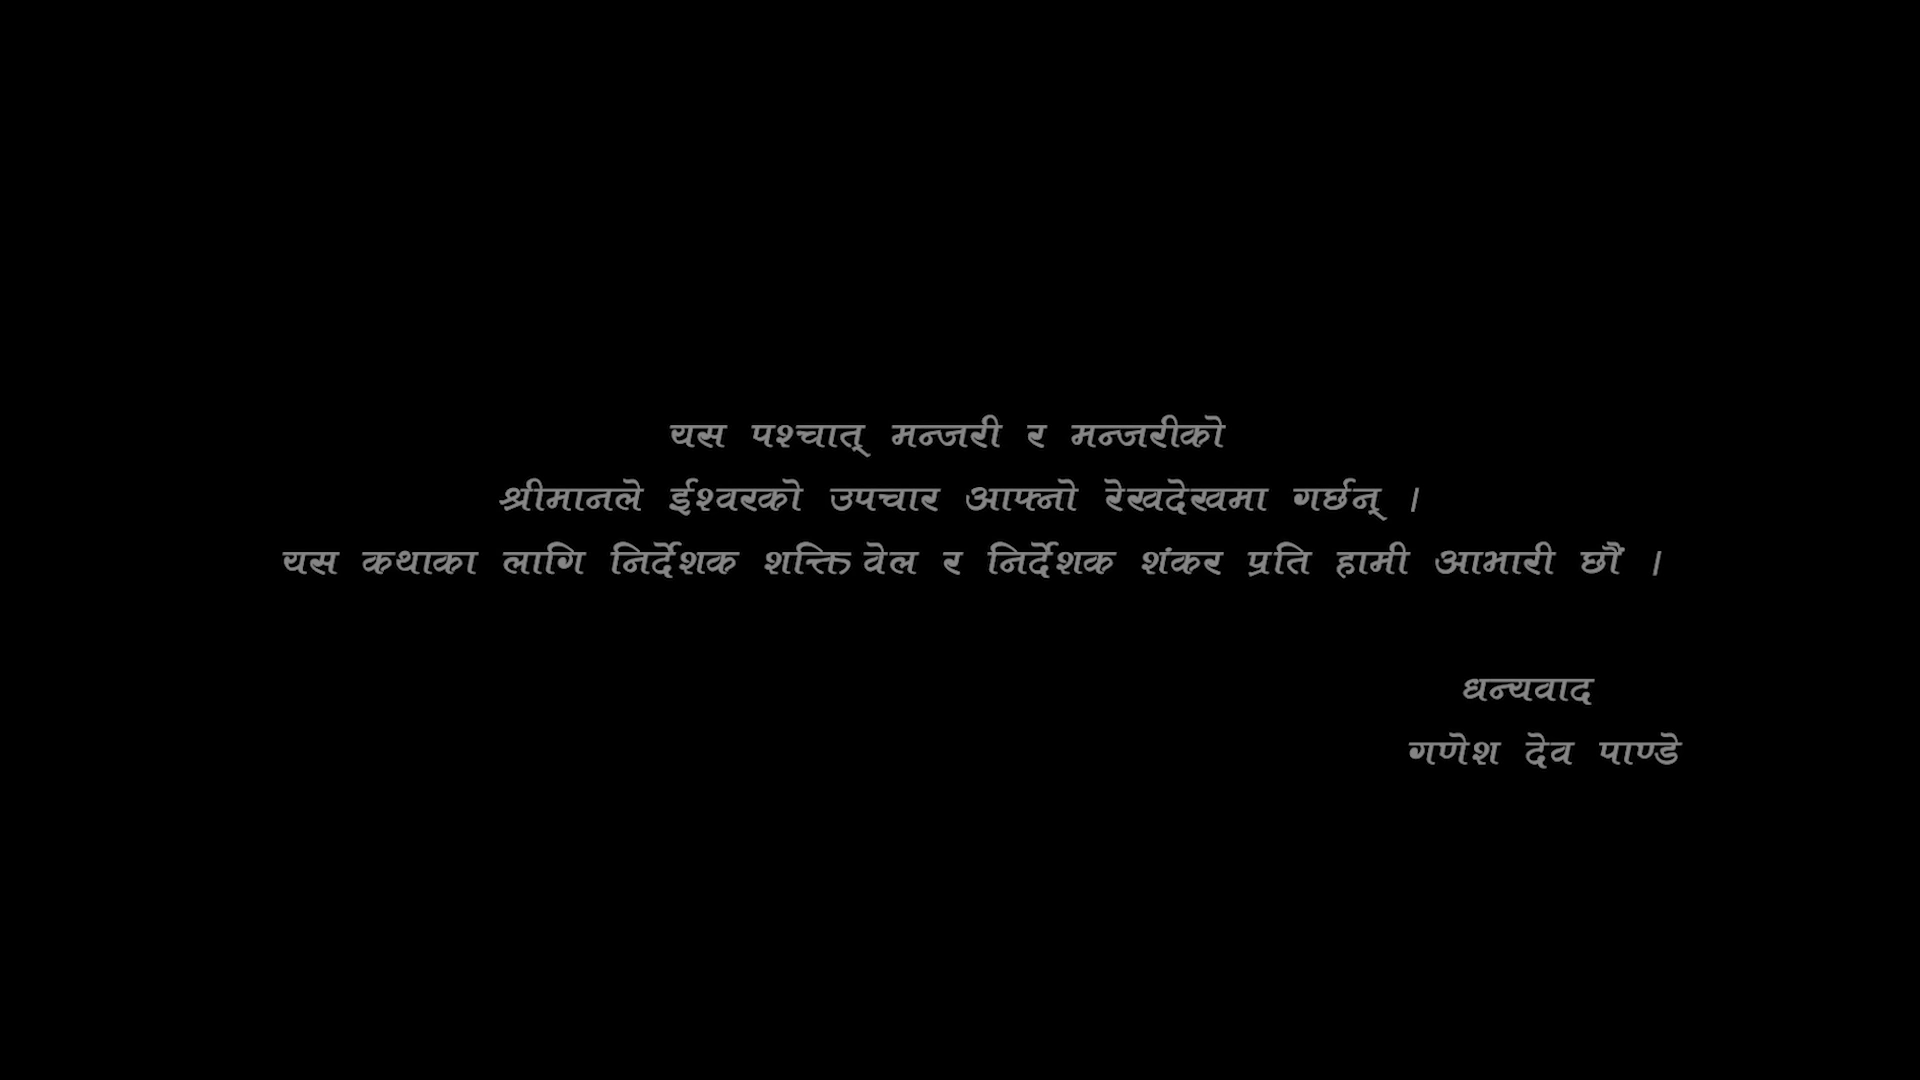 यस पश्चात् मन्जरी र मन्जरीको
श्रीमानले ईश्वरको उपचार आफ्नो रेखदेखमा गर्छन् ।
यस कथाका लागि निर्देशक शक्ति वेल र निर्देशक शंकर प्रति हामी आभारी छौं ।
धन्यवाद
गणेश देव पाण्डे